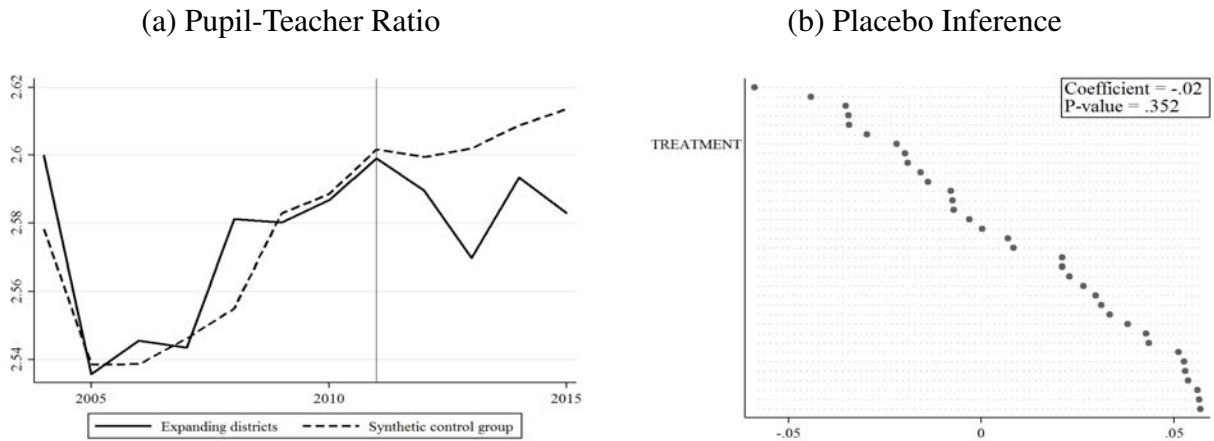 (a) Pupil-Teacher Ratio
2.62
2.6
2.58
2.56
2.54
2005
2010
2015
Expanding districts
Synthetic control group
(b) Placebo Inference
Coefficient = -.02
P-value = .352
TREATMENT
-.05
0
.05